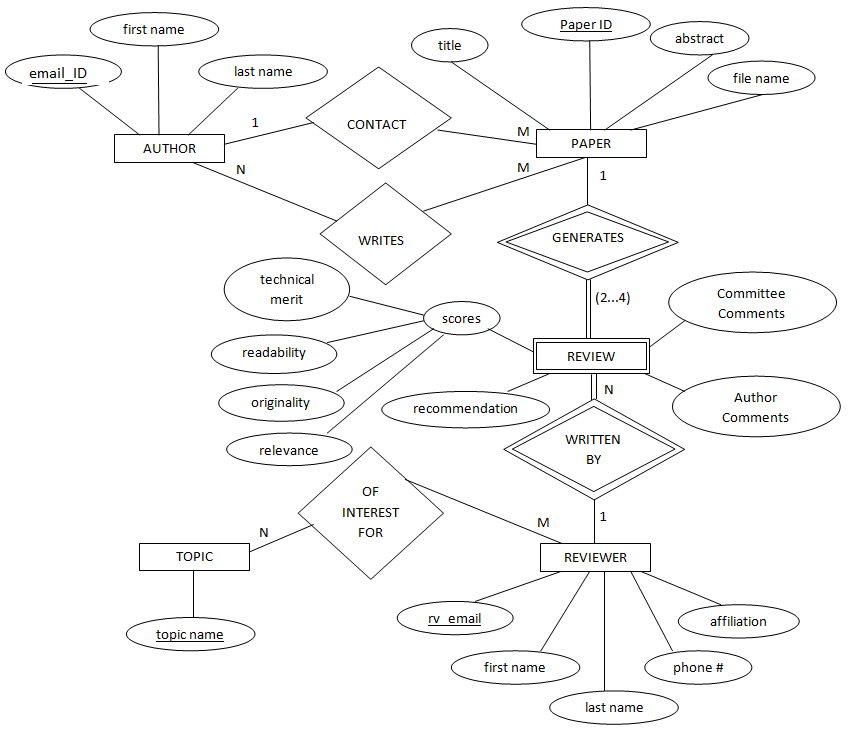 first name
Paper ID
title
abstract
email_ID
last name
file name
1
CONTACT
M
AUTHOR
PAPER
N
M
1
WRITES
GENERATES
technical
merit
(2...4)
Committee
Comments
scores
readability
REVIEW
originality
recommendation
N
Author
Comments
relevance
WRITTEN
BY
OF
INTEREST
FOR
N
M
1
TOPIC
REVIEWER
topic name
rv_email
affiliation
first name
phone #
last name